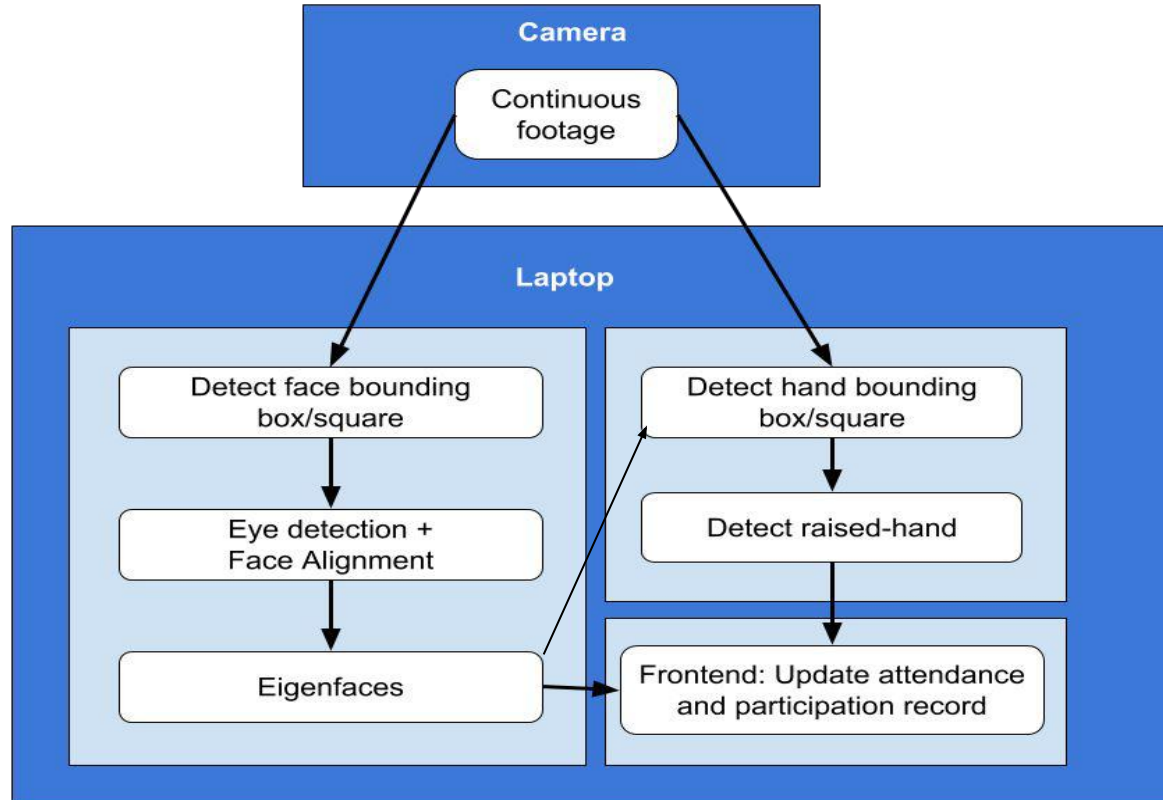 Camera
Continuous
footage
Laptop
Detect face bounding
box/square
Eye detection +
Face Alignment
Eigenfaces
Detect hand bounding
box/square
Detect raised-hand
Frontend: Update attendance
and participation record